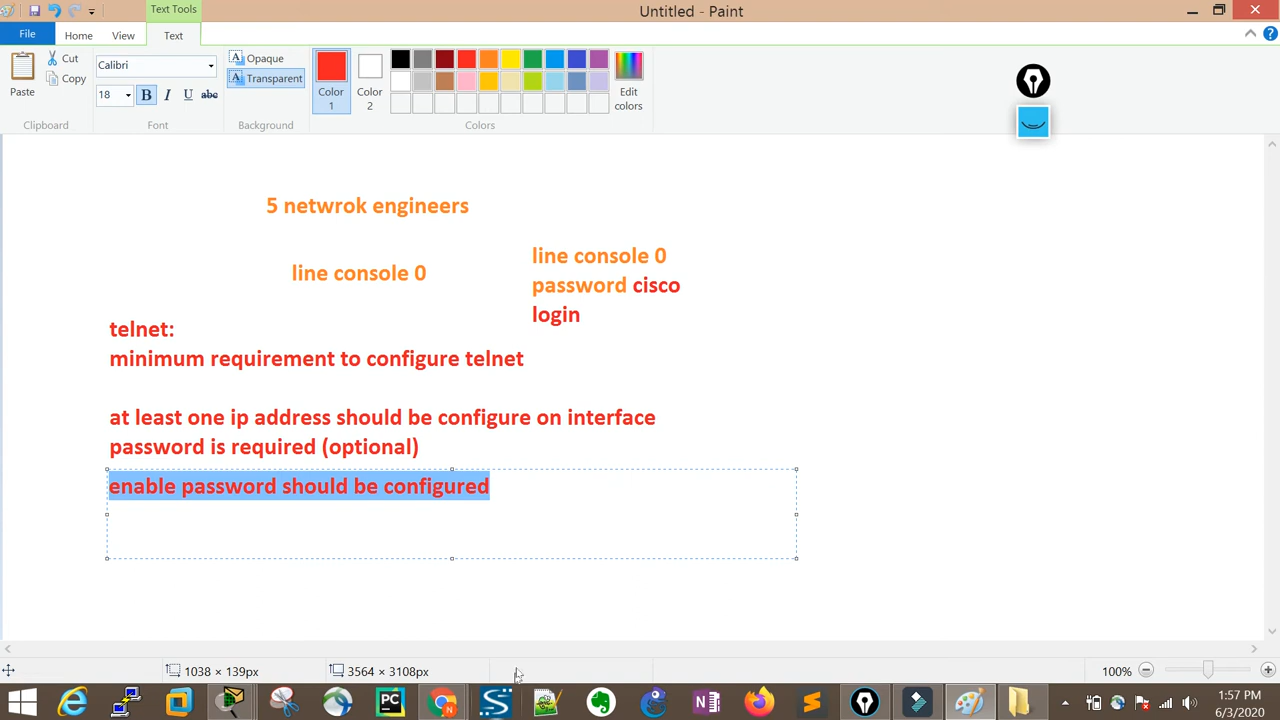 Text Tools
Untitled - Paint
File
Home
View
Text
Paste
Cut
Copy
Clipboard
Calibri
18
B I U abc
Font
Opaque
Transparent
Background
Color 1
Color 2
Edit colors
Colors
5 netwrok engineers
line console 0
line console 0
password cisco
login
telnet:
minimum requirement to configure telnet
at least one ip address should be configure on interface
password is required (optional)
enable password should be configured
1038 × 139px
3564 × 3108px
100%
PC
N
1:57 PM
6/3/2020